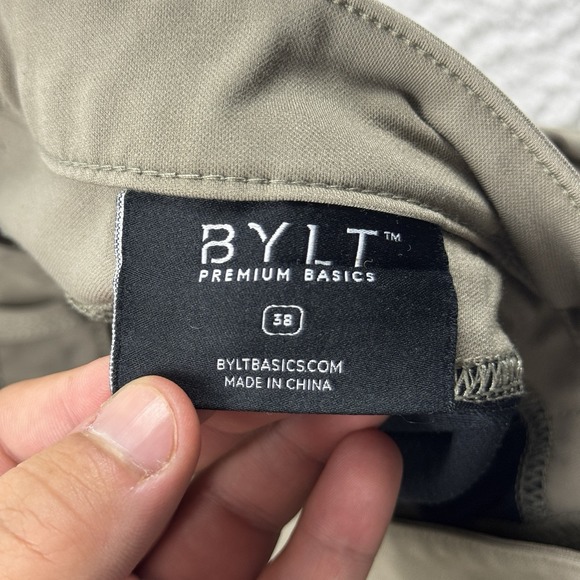 BYLT™
PREMIUM BASICS
38
BYLTBASICS.COM
MADE IN CHINA